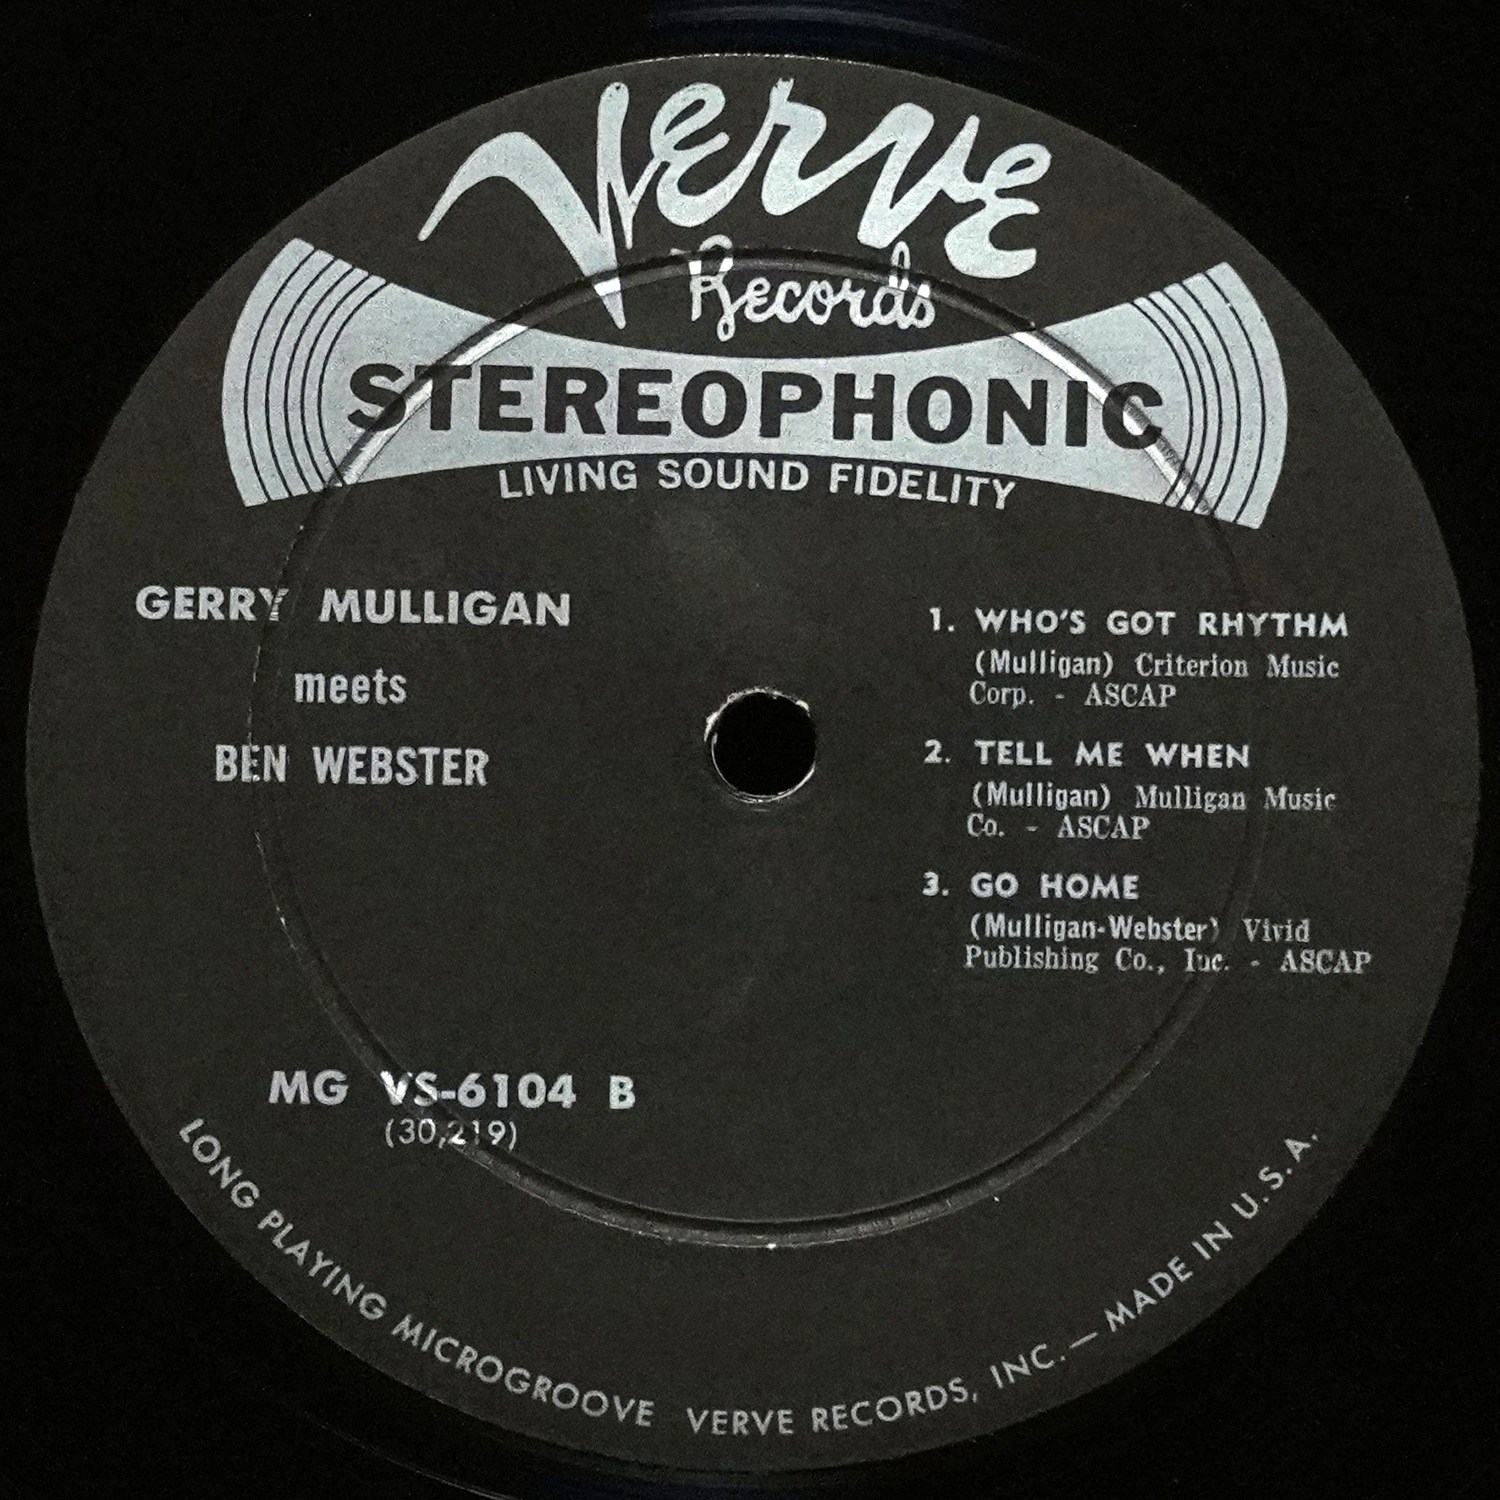 Verve
Records
STEREOPHONIC
LIVING SOUND FIDELITY
GERRY MULLIGAN
meets
BEN WEBSTER
1. WHO'S GOT RHYTHM
(Mulligan) Criterion Music
Corp. - ASCAP
2. TELL ME WHEN
(Mulligan) Mulligan Music
Co. - ASCAP
3. GO HOME
(Mulligan-Webster) Vivid
Publishing Co., Inc. - ASCAP
MG VS-6104 B
(30,219)
LONG PLAYING MICROGROOVE VERVE RECORDS, INC.— MADE IN U.S.A.